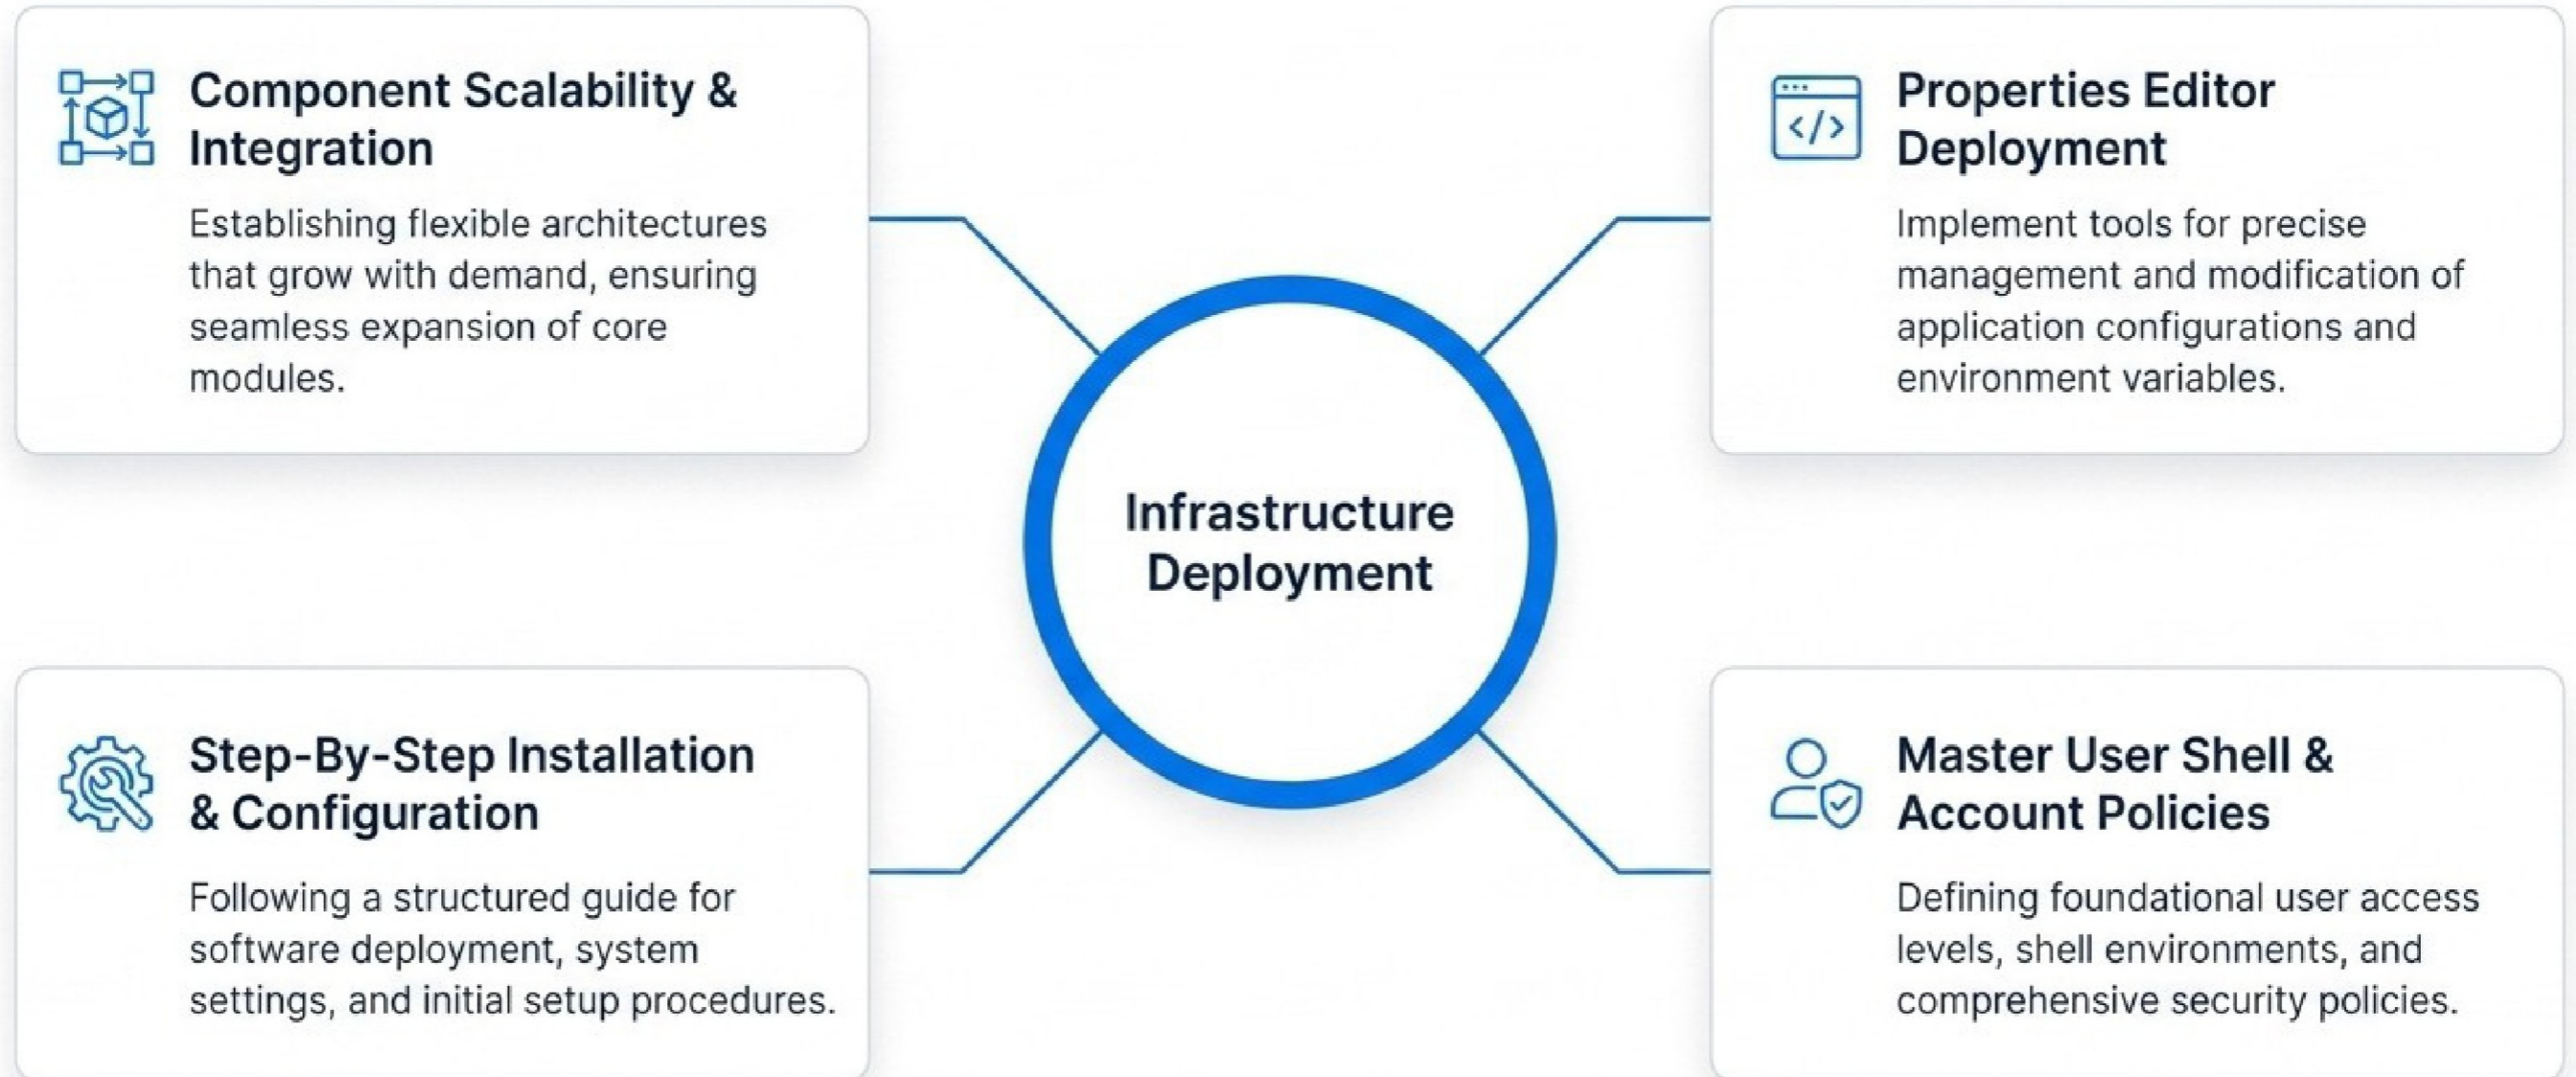 Component Scalability &
Integration
Establishing flexible architectures
that grow with demand, ensuring
seamless expansion of core
modules.
Properties Editor
Deployment
Implement tools for precise
management and modification of
application configurations and
environment variables.
Infrastructure
Deployment
Step-By-Step Installation
& Configuration
Following a structured guide for
software deployment, system
settings, and initial setup procedures.
Master User Shell &
Account Policies
Defining foundational user access
levels, shell environments, and
comprehensive security policies.